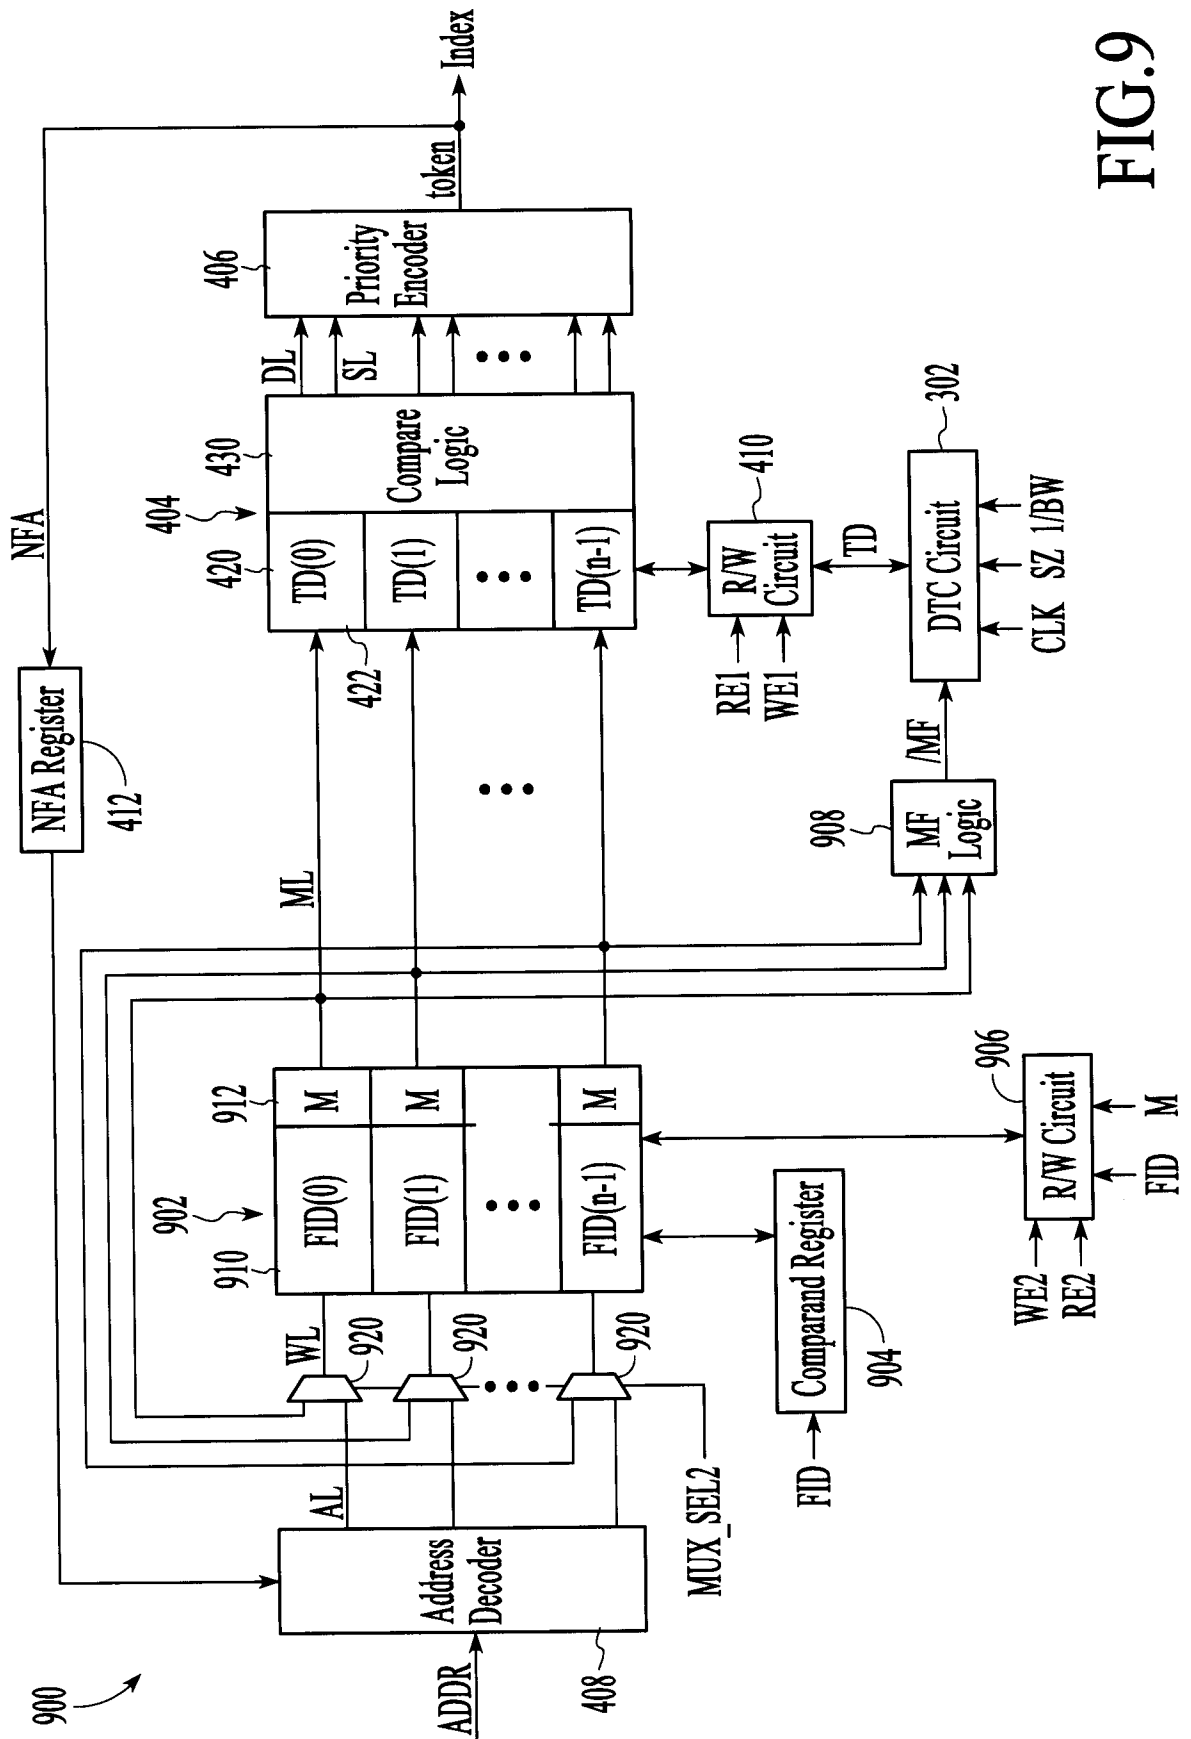 900
NFA
NFA Register
412
Index
token
406
Priority
Encoder
DL
SL
404
430
420
Compare
Logic
TD(0)
TD(1)
TD(n-1)
422
ML
902
912
910
FID(0)
M
FID(1)
M
FID(n-1)
M
WL
920
920
920
AL
Address
Decoder
408
ADDR
MUX_SEL2
FID
Comparand Register
904
906
R/W Circuit
WE2
RE2
FID
M
908
MF
Logic
/MF
410
R/W
Circuit
RE1
WE1
TD
302
DTC Circuit
CLK
SZ
1/BW
FIG.9